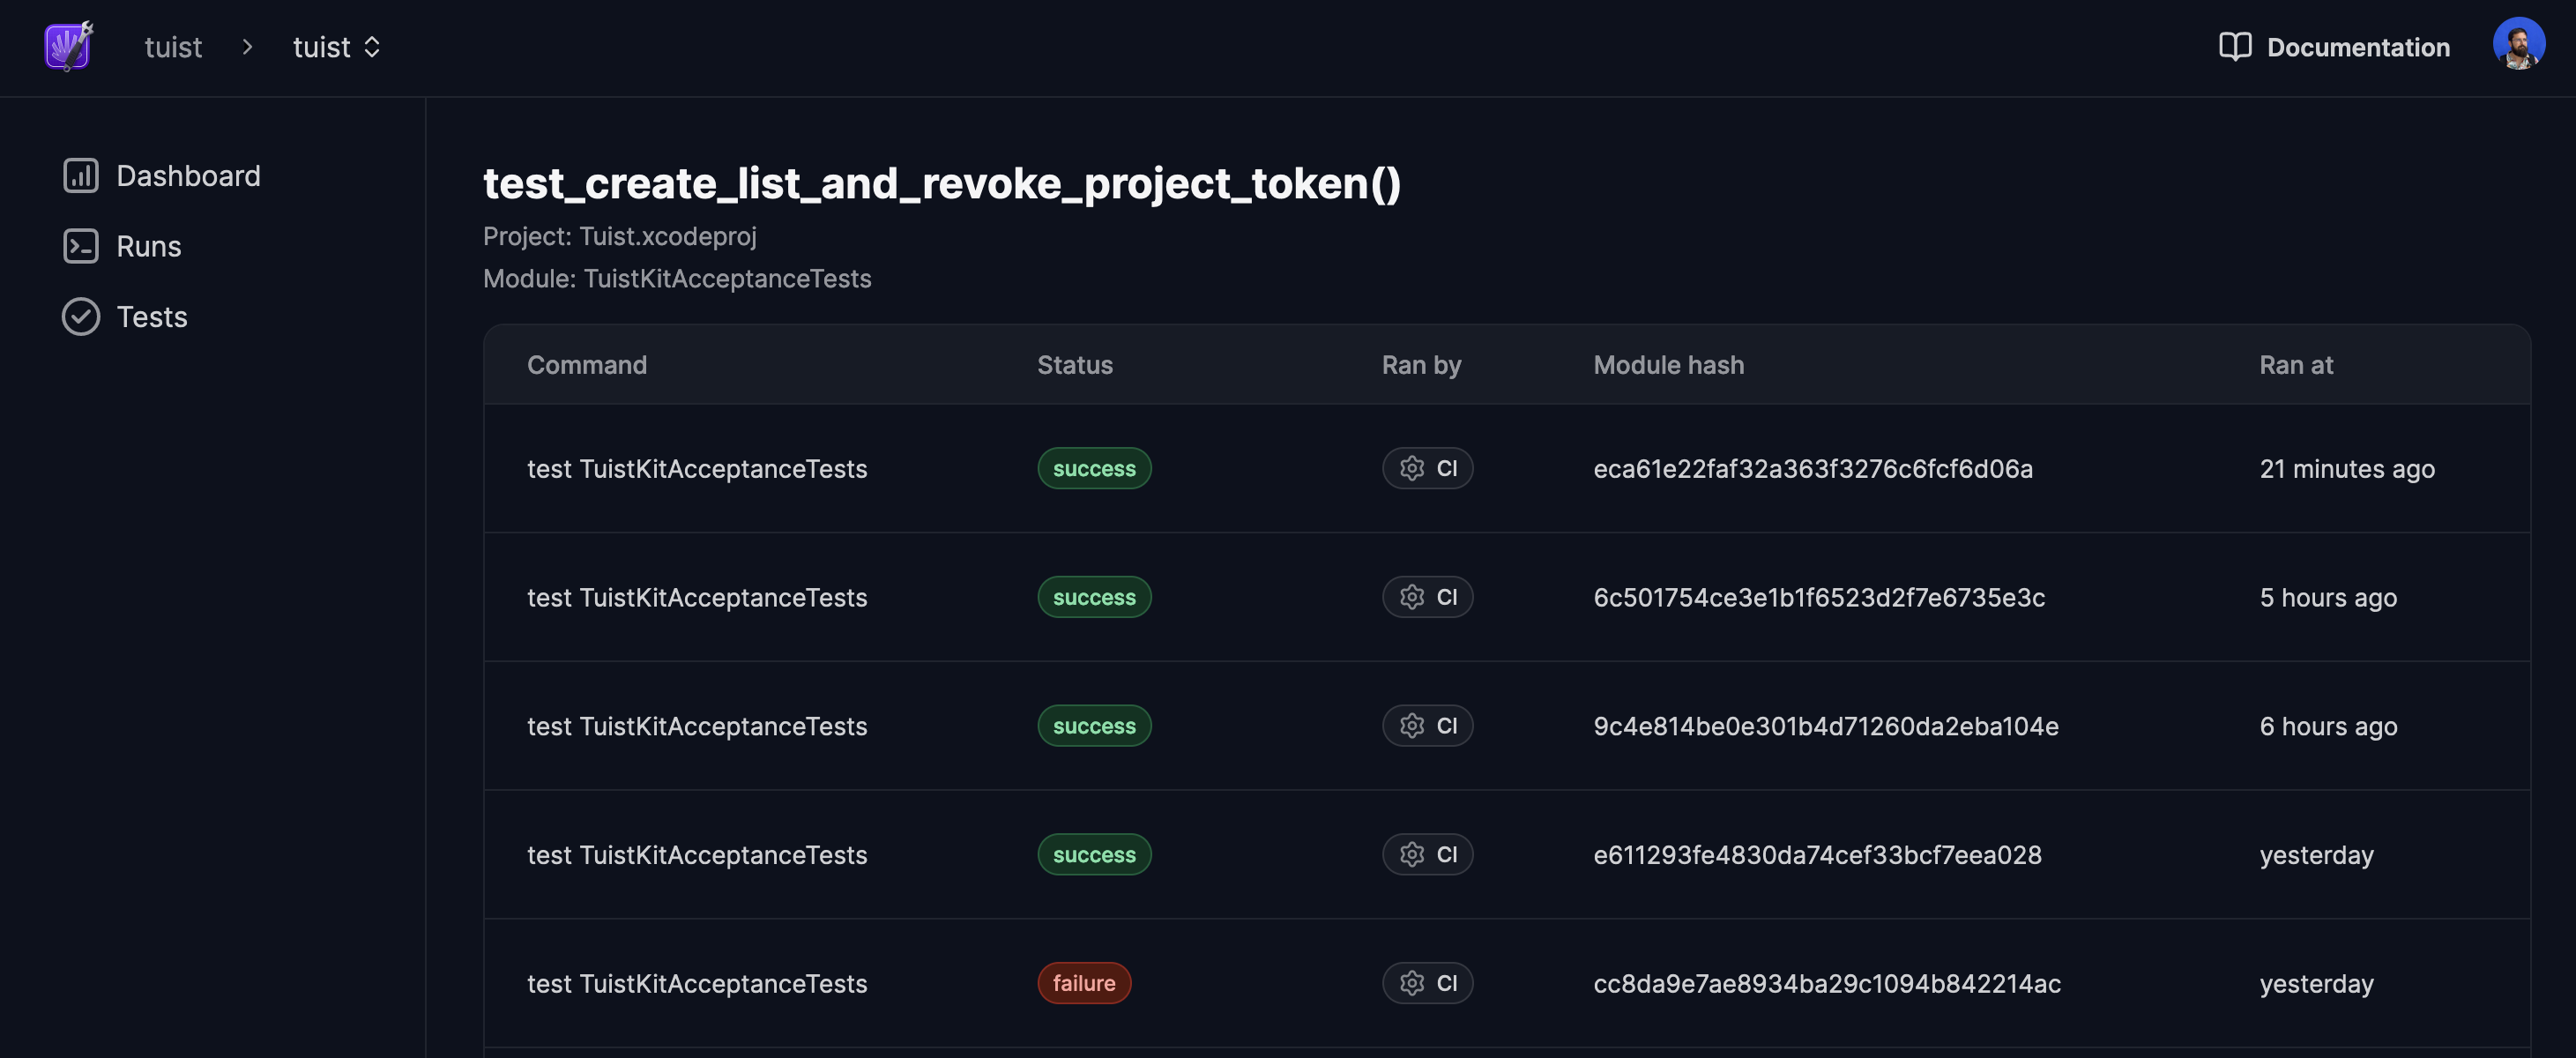 tuist > tuist Documentation
Dashboard
Runs
Tests
test_create_list_and_revoke_project_token()
Project: Tuist.xcodeproj
Module: TuistKitAcceptanceTests
Command Status Ran by Module hash Ran at
test TuistKitAcceptanceTests success CI eca61e22faf32a363f3276c6fcf6d06a 21 minutes ago
test TuistKitAcceptanceTests success CI 6c501754ce3e1b1f6523d2f7e6735e3c 5 hours ago
test TuistKitAcceptanceTests success CI 9c4e814be0e301b4d71260da2eba104e 6 hours ago
test TuistKitAcceptanceTests success CI e611293fe4830da74cef33bcf7eea028 yesterday
test TuistKitAcceptanceTests failure CI cc8da9e7ae8934ba29c1094b842214ac yesterday